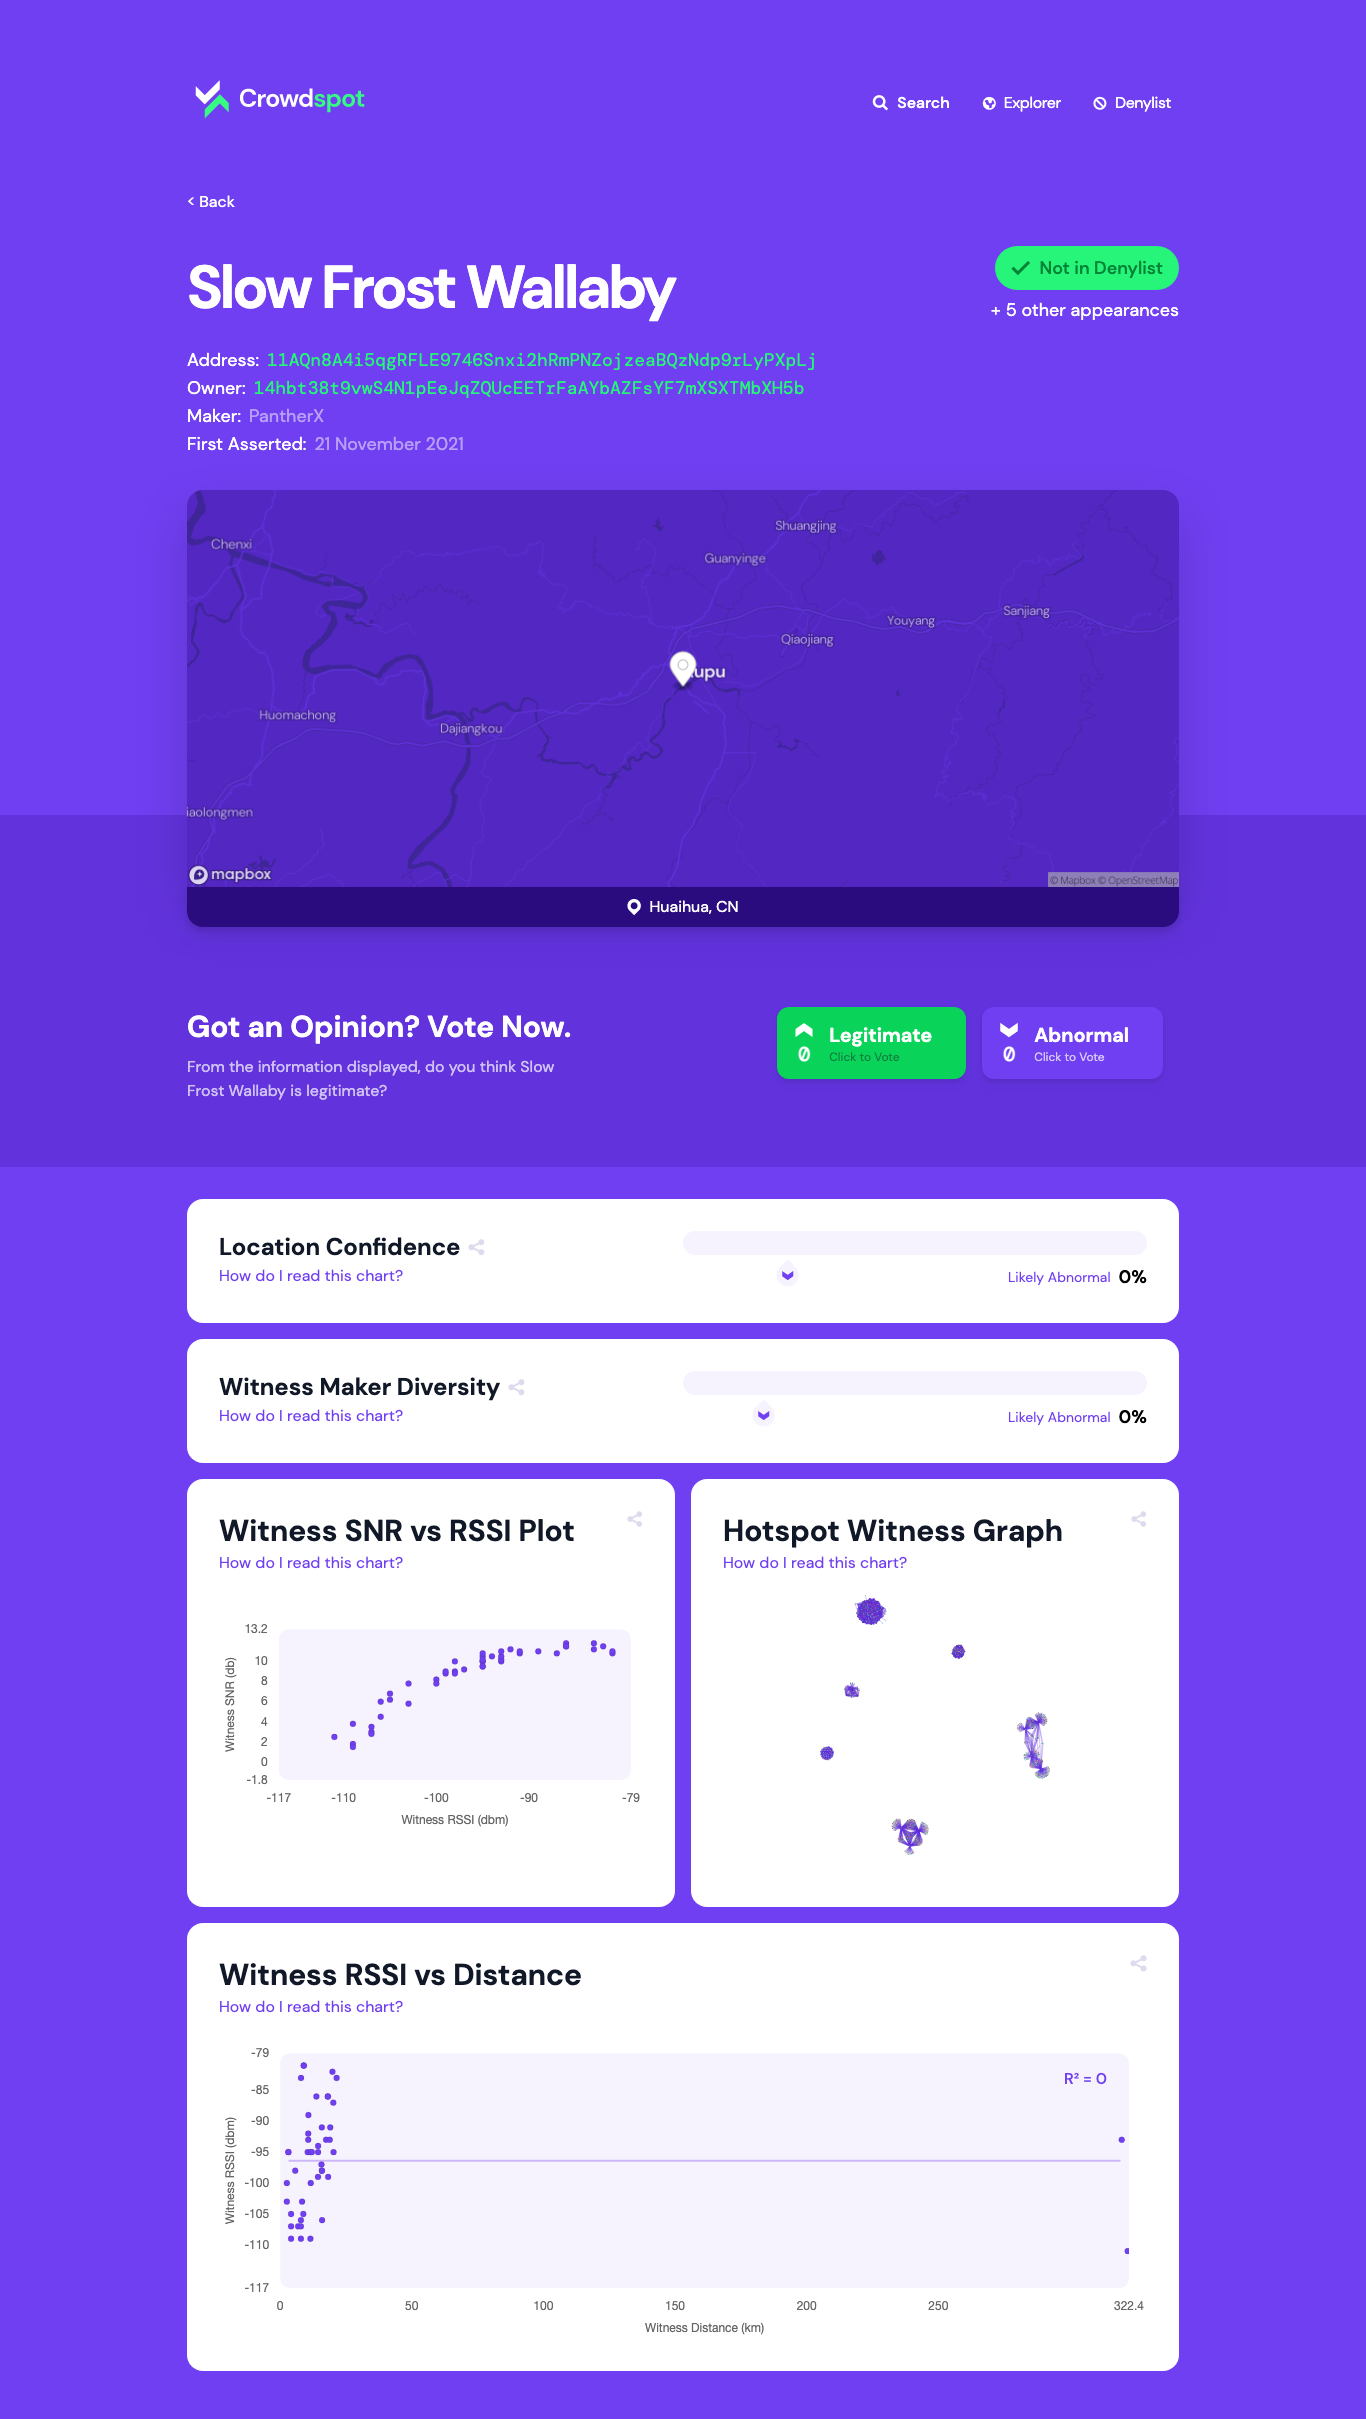 Crowdspot
Search
Explorer
Denylist
< Back
Slow Frost Wallaby
Not in Denylist
+ 5 other appearances
Address: 11AQn8A4i5qgRFLE9746Snxi2hRmPNZojzeaBQzNdp9rLyPXpLj
Owner: 14hbt38t9vwS4N1pEeJqZQUcEETrFaAYbAZFsYF7mXSXTMbXH5b
Maker: PantherX
First Asserted: 21 November 2021
Shuangjing
Chenxi
Guanyinge
Sanjiang
Youyang
Qiaojiang
upu
Huomachong
Dajiangkou
iaolongmen
mapbox
© Mapbox © OpenStreetMap
Huaihua, CN
Got an Opinion? Vote Now.
From the information displayed, do you think Slow
Frost Wallaby is legitimate?
Legitimate
0
Click to Vote
Abnormal
0
Click to Vote
Location Confidence
How do I read this chart?
Likely Abnormal 0%
Witness Maker Diversity
How do I read this chart?
Likely Abnormal 0%
Witness SNR vs RSSI Plot
How do I read this chart?
13.2
10
8
6
4
2
0
-1.8
Witness SNR (db)
-117
-110
-100
-90
-79
Witness RSSI (dbm)
Hotspot Witness Graph
How do I read this chart?
Witness RSSI vs Distance
How do I read this chart?
-79
-85
-90
-95
-100
-105
-110
-117
Witness RSSI (dbm)
R² = 0
0
50
100
150
200
250
322.4
Witness Distance (km)